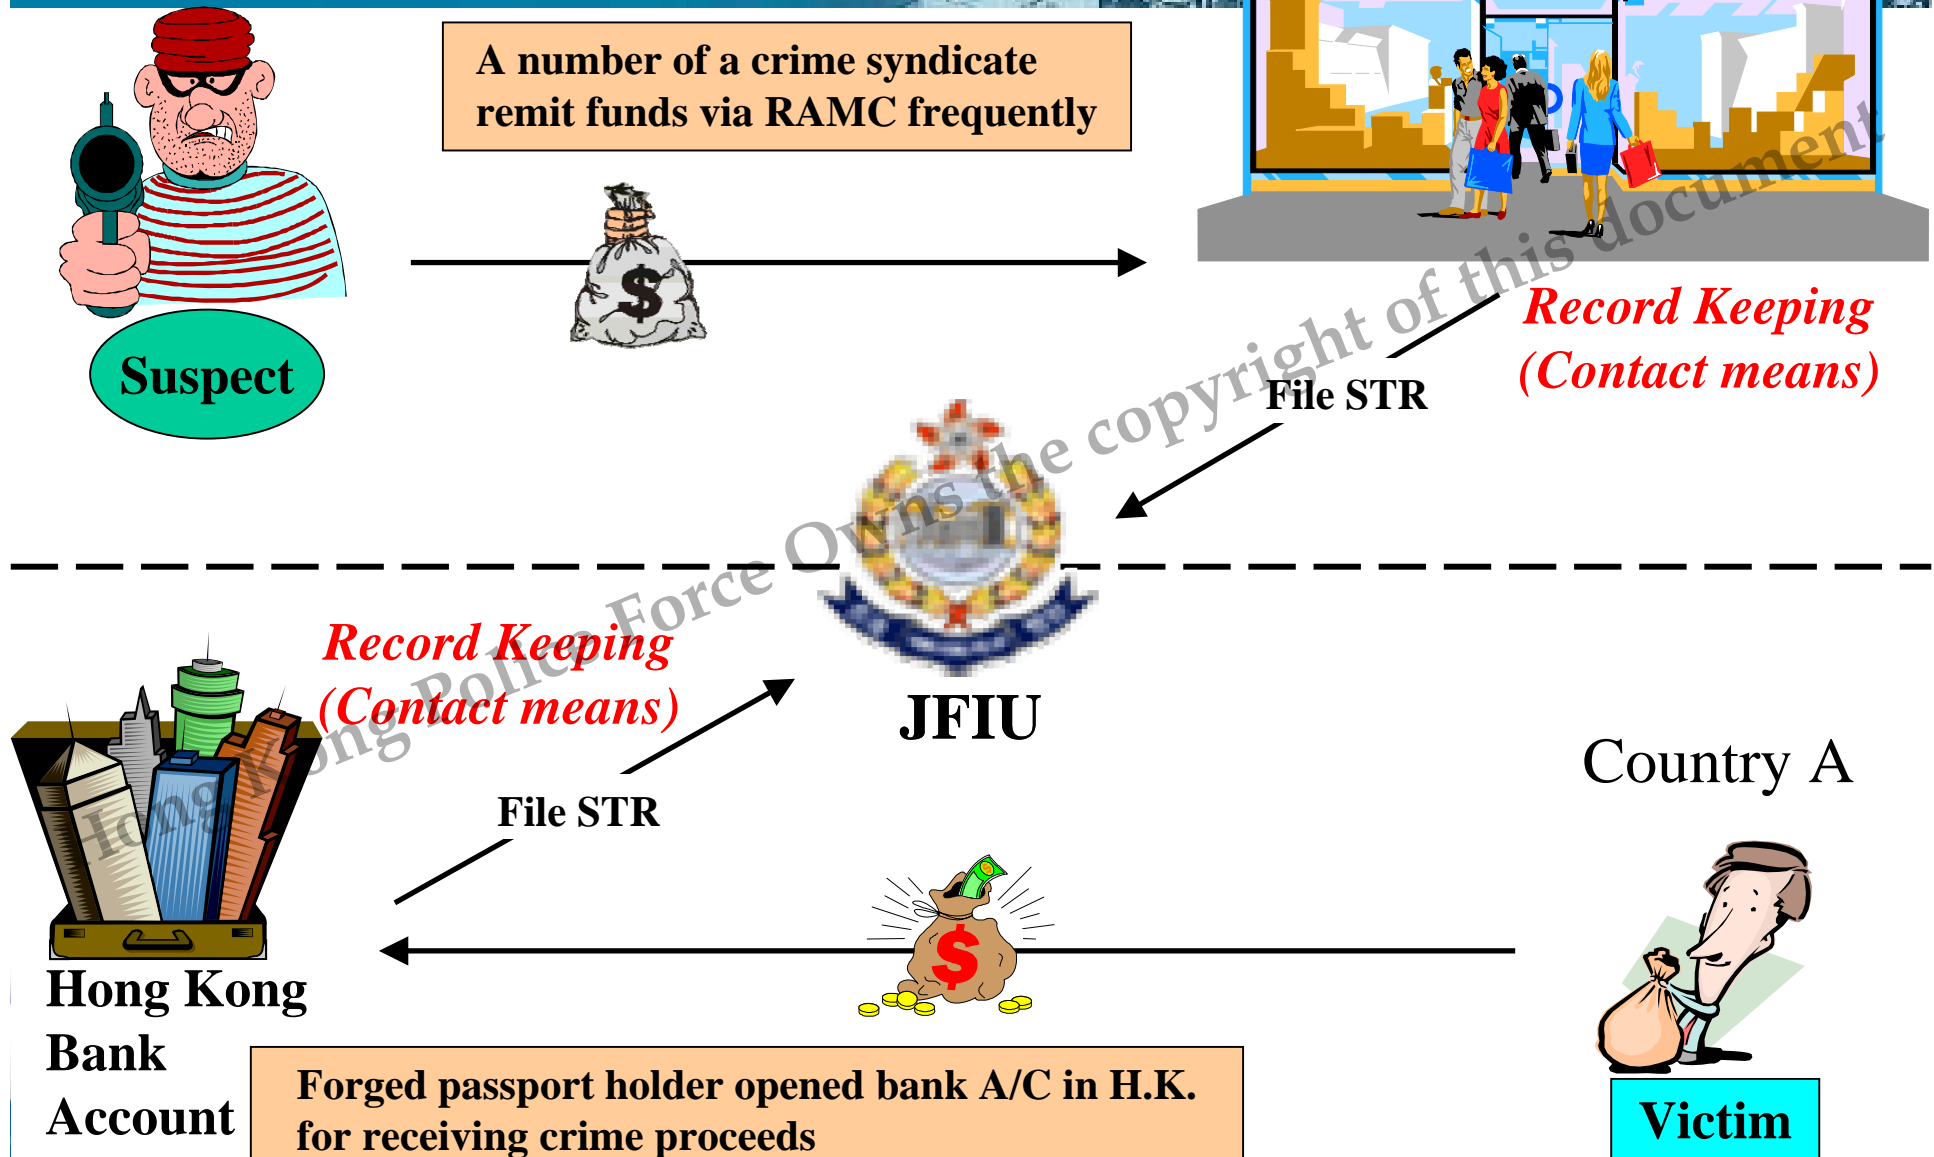 A number of a crime syndicate
remit funds via RAMC frequently
Suspect
Record Keeping
(Contact means)
File STR
JFIU
Record Keeping
(Contact means)
File STR
Country A
Hong Kong
Bank
Account
Forged passport holder opened bank A/C in H.K.
for receiving crime proceeds
Victim
Hong Kong Police Force Owns the copyright of this document
$
$